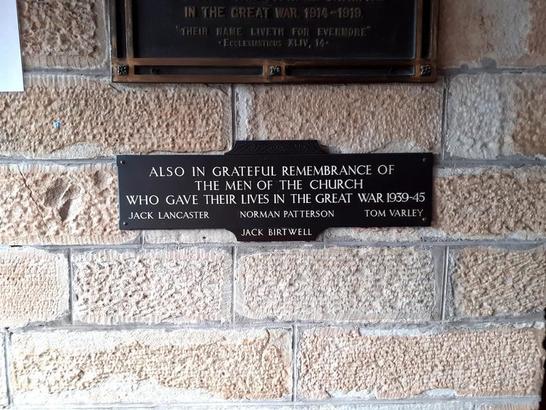 IN THE GREAT WAR. 1914-1919.
"THEIR NAME LIVETH FOR EVERMORE"
- ECCLESIASTICUS XLIV, 14 -
ALSO IN GRATEFUL REMEMBRANCE OF
THE MEN OF THE CHURCH
WHO GAVE THEIR LIVES IN THE GREAT WAR 1939-45
JACK LANCASTER NORMAN PATTERSON TOM VARLEY
JACK BIRTWELL